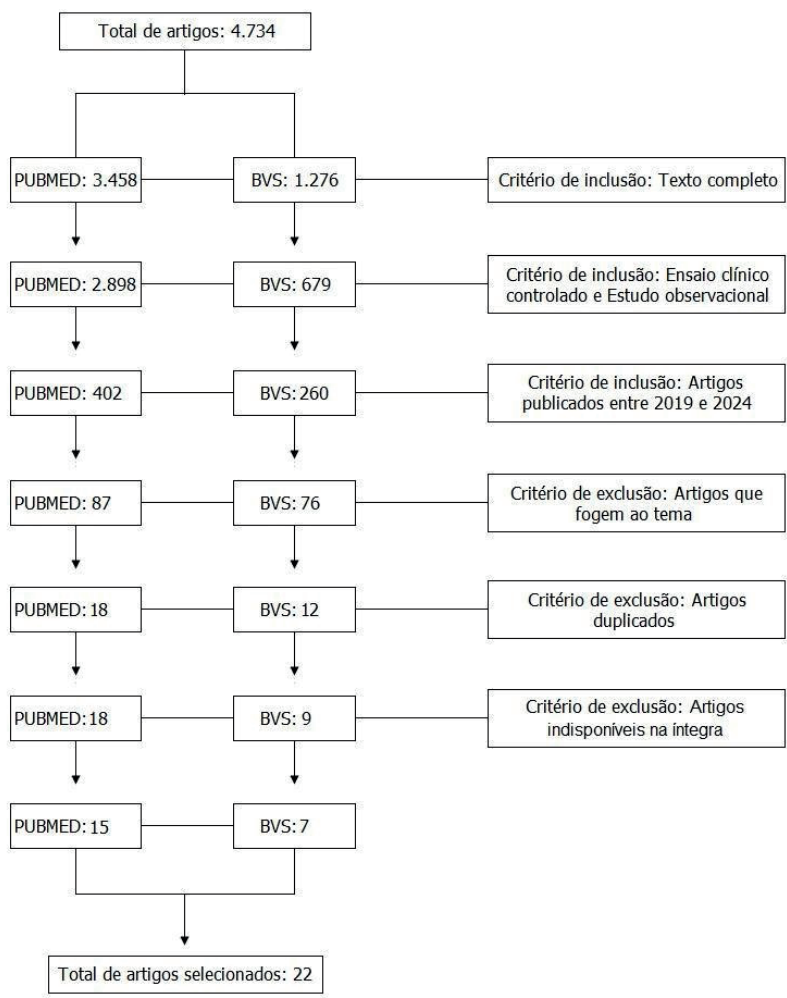 Total de artigos: 4.734
PUBMED: 3.458
BVS: 1.276
Critério de inclusão: Texto completo
PUBMED: 2.898
BVS: 679
Critério de inclusão: Ensaio clínico
controlado e Estudo observacional
PUBMED: 402
BVS: 260
Critério de inclusão: Artigos
publicados entre 2019 e 2024
PUBMED: 87
BVS: 76
Critério de exclusão: Artigos que
fogem ao tema
PUBMED: 18
BVS: 12
Critério de exclusão: Artigos
duplicados
PUBMED: 18
BVS: 9
Critério de exclusão: Artigos
indisponíveis na íntegra
PUBMED: 15
BVS: 7
Total de artigos selecionados: 22